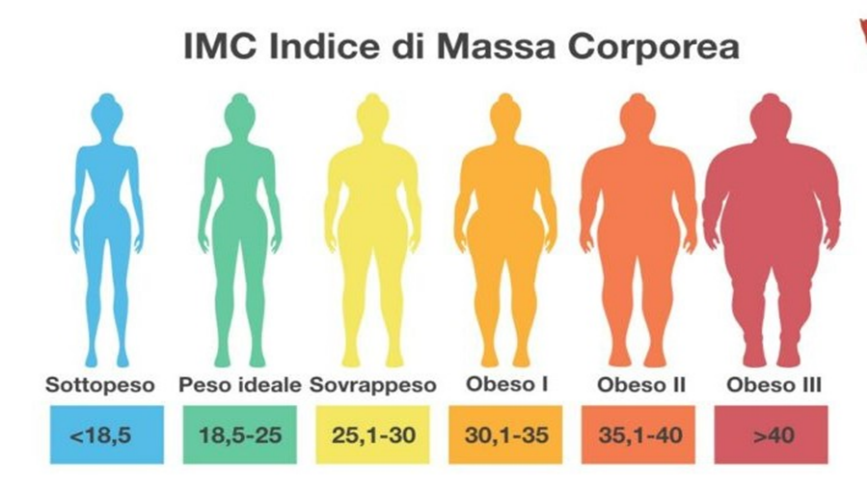 IMC Indice di Massa Corporea
Sottopeso Peso ideale Sovrappeso Obeso I Obeso II Obeso III
<18,5 18,5-25 25,1-30 30,1-35 35,1-40 >40